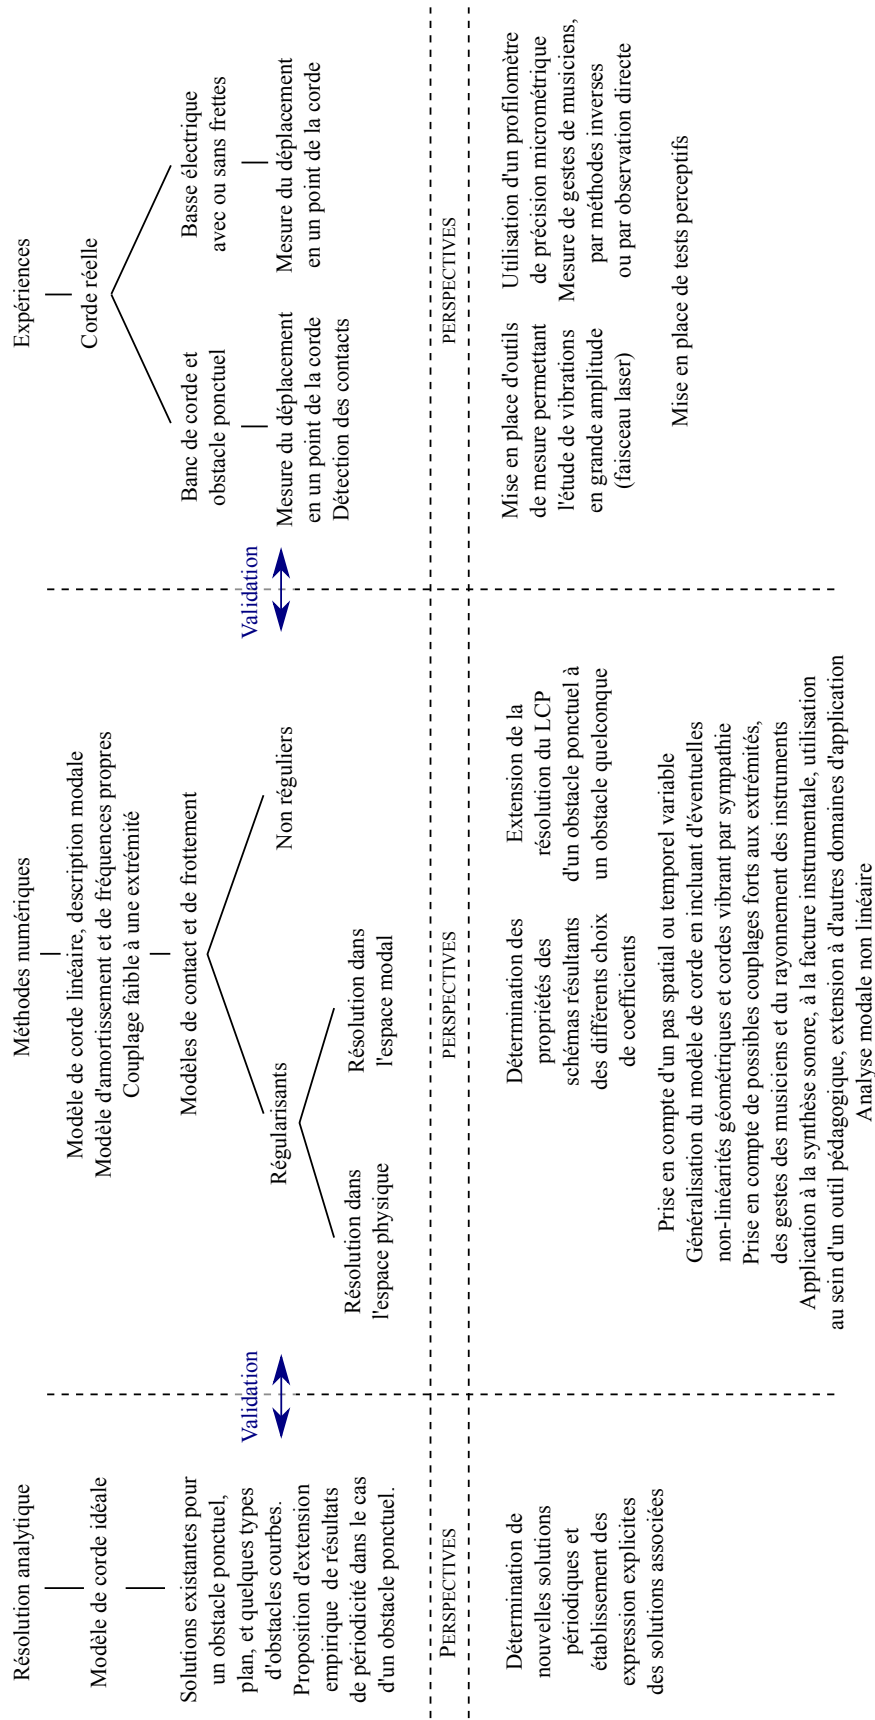 Résolution analytique
Modèle de corde idéale
Solutions existantes pour
un obstacle ponctuel,
plan, et quelques types
d'obstacles courbes.
Proposition d'extension
empirique de résultats
de périodicité dans le cas
d'un obstacle ponctuel.
Validation
Méthodes numériques
Modèle de corde linéaire, description modale
Modèle d'amortissement et de fréquences propres
Couplage faible à une extrémité
Modèles de contact et de frottement
Régularisants
Non réguliers
Résolution dans
l'espace physique
Résolution dans
l'espace modal
Validation
Expériences
Corde réelle
Banc de corde et
obstacle ponctuel
Mesure du déplacement
en un point de la corde
Détection des contacts
Basse électrique
avec ou sans frettes
Mesure du déplacement
en un point de la corde
PERSPECTIVES
PERSPECTIVES
PERSPECTIVES
Détermination de
nouvelles solutions
périodiques et
établissement des
expression explicites
des solutions associées
Détermination des
propriétés des
schémas résultants
des différents choix
de coefficients
Extension de la
résolution du LCP
d'un obstacle ponctuel à
un obstacle quelconque
Prise en compte d'un pas spatial ou temporel variable
Généralisation du modèle de corde en incluant d'éventuelles
non-linéarités géométriques et cordes vibrant par sympathie
Prise en compte de possibles couplages forts aux extrémités,
des gestes des musiciens et du rayonnement des instruments
Application à la synthèse sonore, à la facture instrumentale, utilisation
au sein d'un outil pédagogique, extension à d'autres domaines d'application
Analyse modale non linéaire
Mise en place d'outils
de mesure permettant
l'étude de vibrations
en grande amplitude
(faisceau laser)
Utilisation d'un profilomètre
de précision micrométrique
Mesure de gestes de musiciens,
par méthodes inverses
ou par observation directe
Mise en place de tests perceptifs